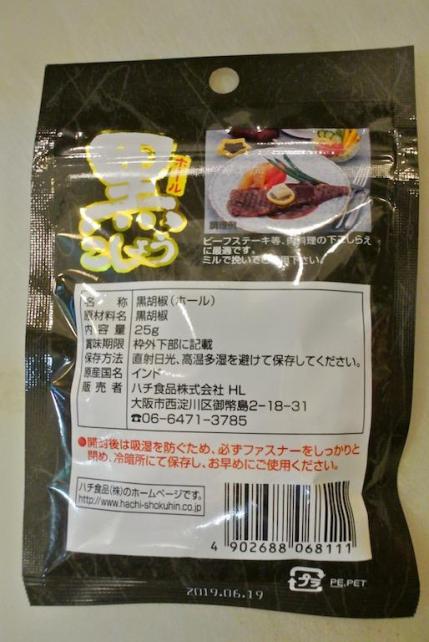 ホール
黒
こしょう
調理例
ビーフステーキ等、肉料理の下ごしらえ
に最適です。
ミルで挽いてご使用下さい。
名 称 黒胡椒(ホール)
原材料名 黒胡椒
内容量 25g
賞味期限 枠外下部に記載
保存方法 直射日光、高温多湿を避けて保存してください。
原産国名 インド
販売者 ハチ食品株式会社 HL
大阪市西淀川区御幣島2-18-31
☎06-6471-3785
●開封後は吸湿を防ぐため、必ずファスナーをしっかりと
閉め、冷暗所にて保存し、お早めにご使用ください。
ハチ食品(株)のホームページです。
http://www.hachi-shokuhin.co.jp
4 902688 068111
プラ PE,PET
2019.06.19